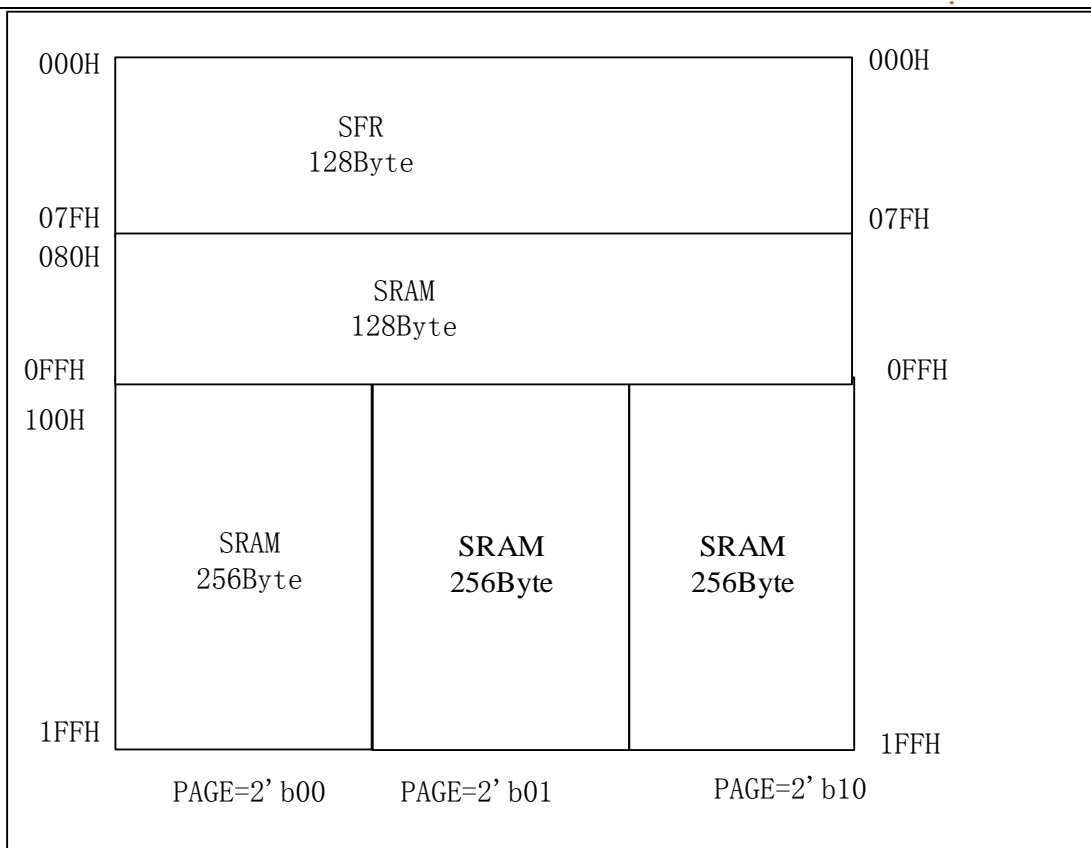 000H
000H
SFR
128Byte
07FH
07FH
080H
SRAM
128Byte
0FFH
0FFH
100H
SRAM
256Byte
SRAM
256Byte
SRAM
256Byte
1FFH
1FFH
PAGE=2'b00
PAGE=2'b01
PAGE=2'b10